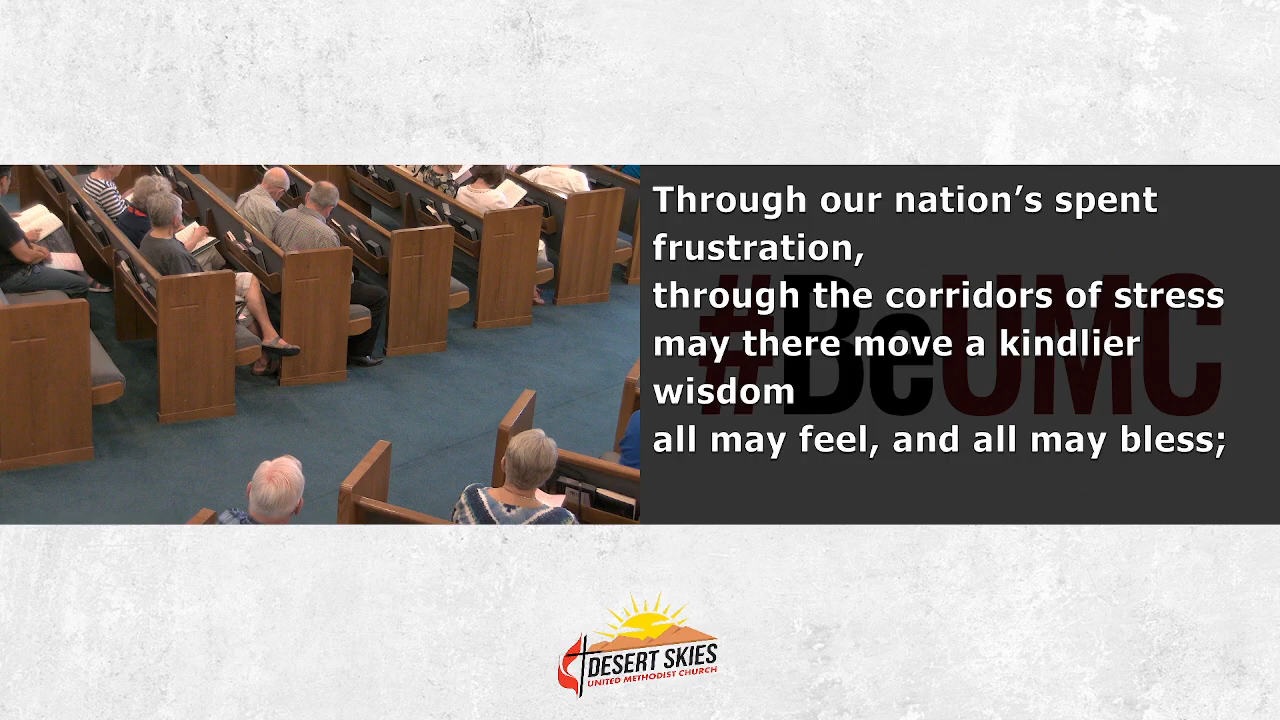 Through our nation’s spent
frustration,
through the corridors of stress
may there move a kindlier
wisdom
all may feel, and all may bless;
#BeUMC
DESERT SKIES
UNITED METHODIST CHURCH